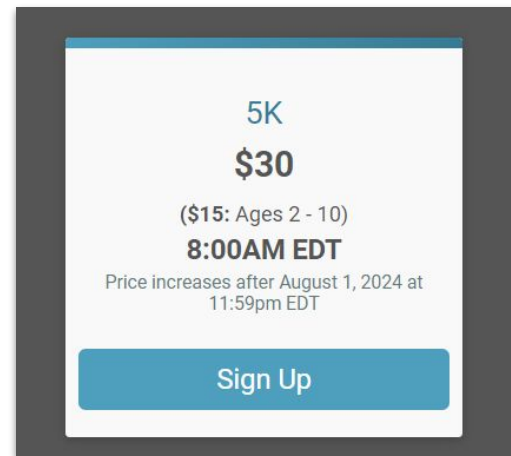 5K
$30
($15: Ages 2 - 10)
8:00AM EDT
Price increases after August 1, 2024 at
11:59pm EDT
Sign Up